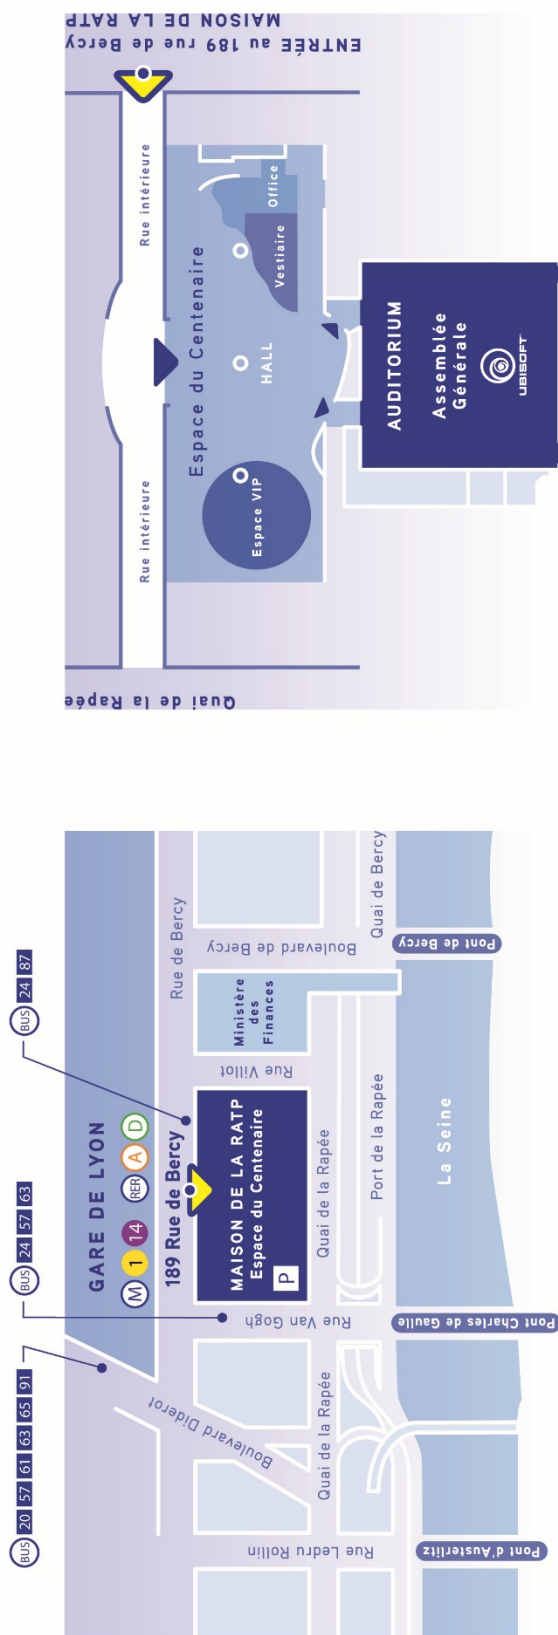 BUS 20 57 61 63 65 91
BUS 24 57 63
BUS 24 87
GARE DE LYON
M 1 14 RER A D
189 Rue de Bercy
Rue de Bercy
MAISON DE LA RATP
Espace du Centenaire
P
Ministère
des
Finances
Boulevard Diderot
Rue Van Gogh
Rue Villot
Boulevard de Bercy
Rue Ledru Rollin
Quai de la Rapée
Quai de la Rapée
Quai de Bercy
Port de la Rapée
La Seine
Pont d'Austerlitz
Pont Charles de Gaulle
Pont de Bercy
Quai de la Rapée
Rue intérieure
Rue intérieure
ENTRÉE au 189 rue de Bercy
MAISON DE LA RATP
Espace du Centenaire
Espace VIP
HALL
Vestiaire
Office
AUDITORIUM
Assemblée
Générale
UBISOFT